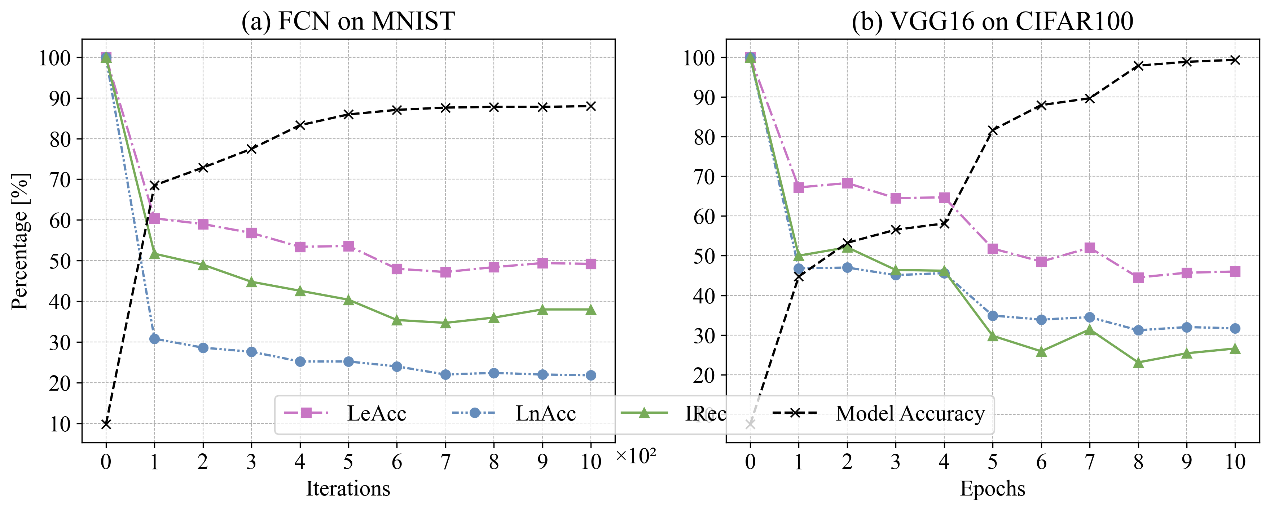 (a) FCN on MNIST
Percentage [%]
100
90
80
70
60
50
40
30
20
10
0 1 2 3 4 5 6 7 8 9 10 ×10²
Iterations
(b) VGG16 on CIFAR100
100
90
80
70
60
50
40
30
20
0 1 2 3 4 5 6 7 8 9 10
Epochs
LeAcc LnAcc IRec Model Accuracy